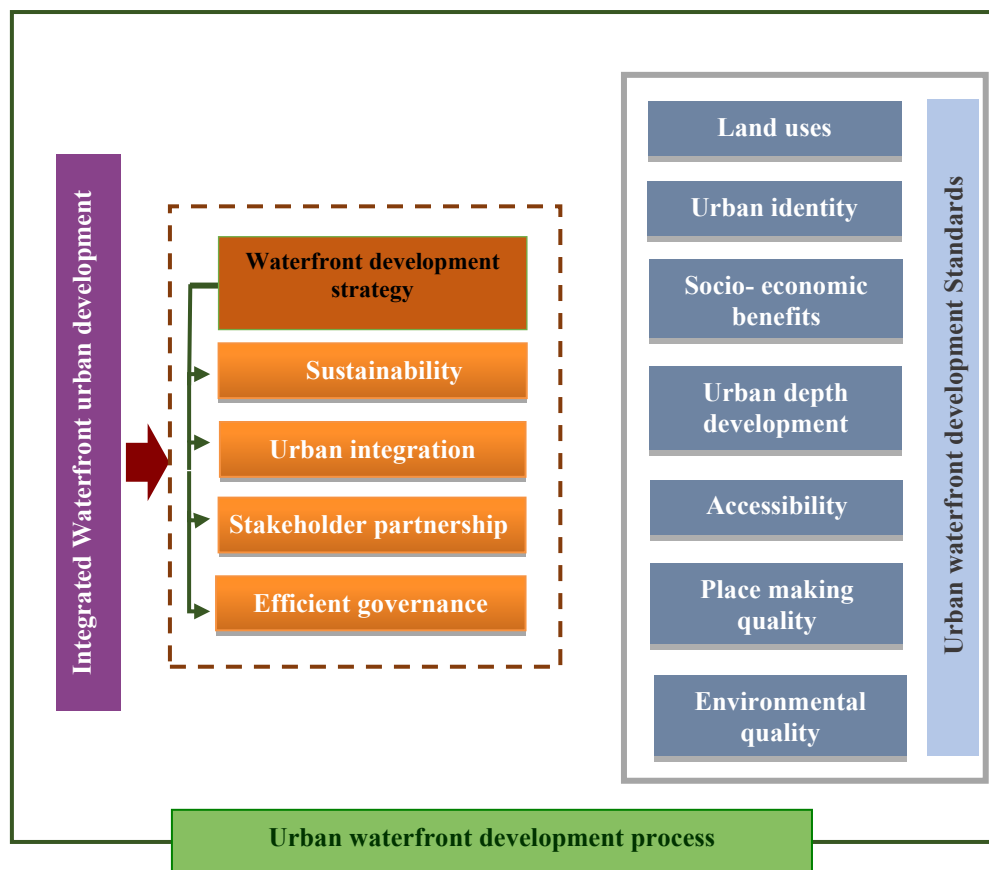 Integrated Waterfront urban development
Waterfront development
strategy
Sustainability
Urban integration
Stakeholder partnership
Efficient governance
Land uses
Urban identity
Socio- economic
benefits
Urban depth
development
Accessibility
Place making
quality
Environmental
quality
Urban waterfront development Standards
Urban waterfront development process